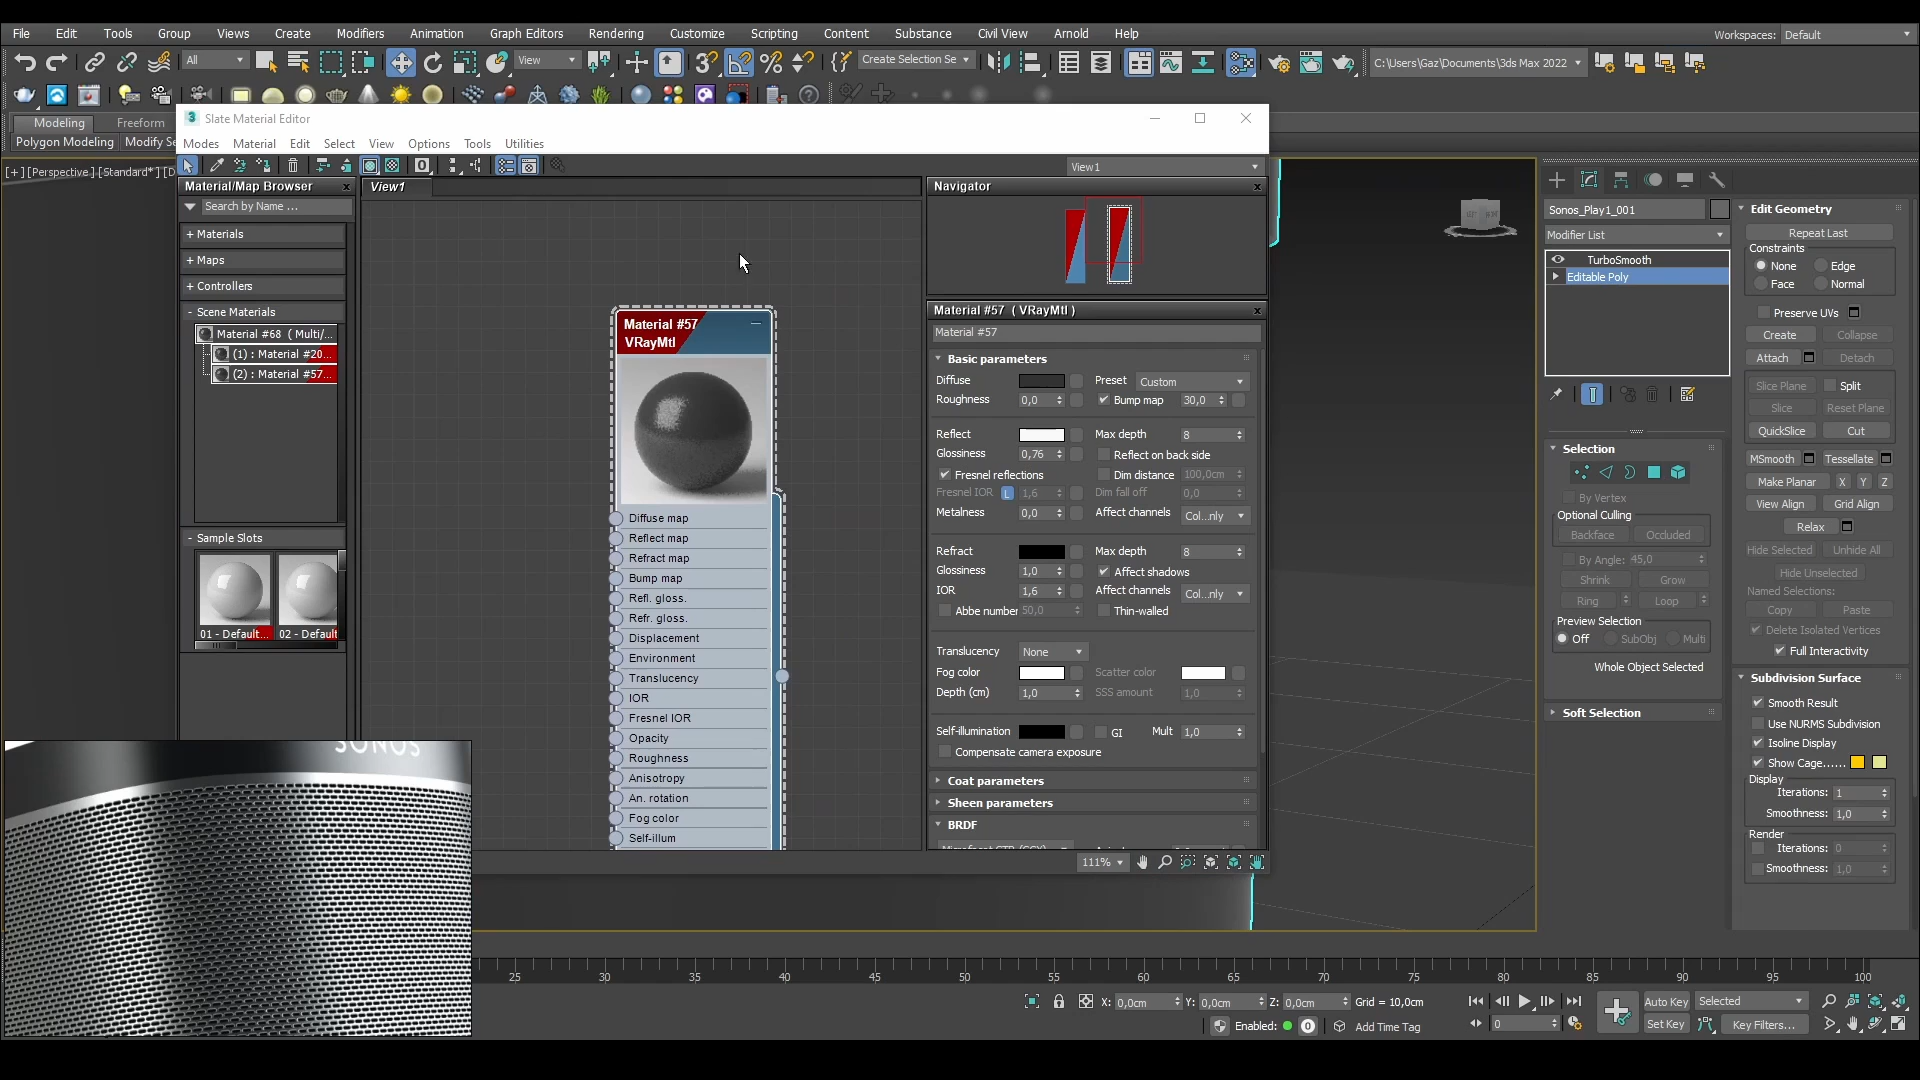 File Edit Tools Group Views Create Modifiers Animation Graph Editors Rendering Customize Scripting Content Substance Civil View Arnold Help
Workspaces: Default
All View Create Selection Se C:\Users\Gaz\Documents\3ds Max 2022
Modeling Freeform
Polygon Modeling Modify Se
[+] [Perspective] [Standard*] [D
3 Slate Material Editor
Modes Material Edit Select View Options Tools Utilities
View1
Material/Map Browser
Search by Name ...
+ Materials
+ Maps
+ Controllers
- Scene Materials
Material #68 ( Multi/...
(1) : Material #20...
(2) : Material #57...
- Sample Slots
01 - Default...
02 - Default
View1
Material #57
VRayMtl
Diffuse map
Reflect map
Refract map
Bump map
Refl. gloss.
Refr. gloss.
Displacement
Environment
Translucency
IOR
Fresnel IOR
Opacity
Roughness
Anisotropy
An. rotation
Fog color
Self-illum
Navigator
Material #57 ( VRayMtl )
Material #57
Basic parameters
Diffuse Preset Custom
Roughness 0,0 Bump map 30,0
Reflect Max depth 8
Glossiness 0,76 Reflect on back side
Fresnel reflections Dim distance 100,0cm
Fresnel IOR L 1,6 Dim fall off 0,0
Metalness 0,0 Affect channels Col...nly
Refract Max depth 8
Glossiness 1,0 Affect shadows
IOR 1,6 Affect channels Col...nly
Abbe number 50,0 Thin-walled
Translucency None
Fog color Scatter color
Depth (cm) 1,0 SSS amount 1,0
Self-illumination GI Mult 1,0
Compensate camera exposure
Coat parameters
Sheen parameters
BRDF
111%
Sonos_Play1_001
Modifier List
TurboSmooth
Editable Poly
Selection
By Vertex
Optional Culling
Backface Occluded
By Angle: 45,0
Shrink Grow
Ring Loop
Preview Selection
Off SubObj Multi
Whole Object Selected
Soft Selection
Edit Geometry
Repeat Last
Constraints
None Edge
Face Normal
Preserve UVs
Create Collapse
Attach Detach
Slice Plane Split
Slice Reset Plane
QuickSlice Cut
MSmooth Tessellate
Make Planar X Y Z
View Align Grid Align
Relax
Hide Selected Unhide All
Hide Unselected
Named Selections:
Copy Paste
Delete Isolated Vertices
Full Interactivity
Subdivision Surface
Smooth Result
Use NURMS Subdivision
Isoline Display
Show Cage......
Display
Iterations: 1
Smoothness: 1,0
Render
Iterations: 0
Smoothness: 1,0
SONOS
25 30 35 40 45 50 55 60 65 70 75 80 85 90 95 100
X: 0,0cm Y: 0,0cm Z: 0,0cm Grid = 10,0cm
Auto Key Selected
Enabled: 0 Add Time Tag
0 Set Key Key Filters...